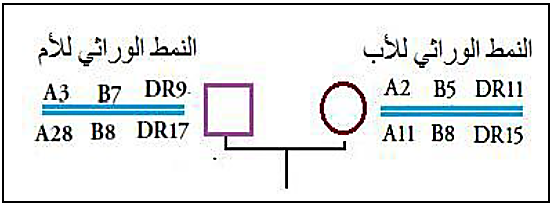 النمط الوراثي للأب
النمط الوراثي للأم
A3 B7 DR9
A28 B8 DR17
A2 B5 DR11
A11 B8 DR15